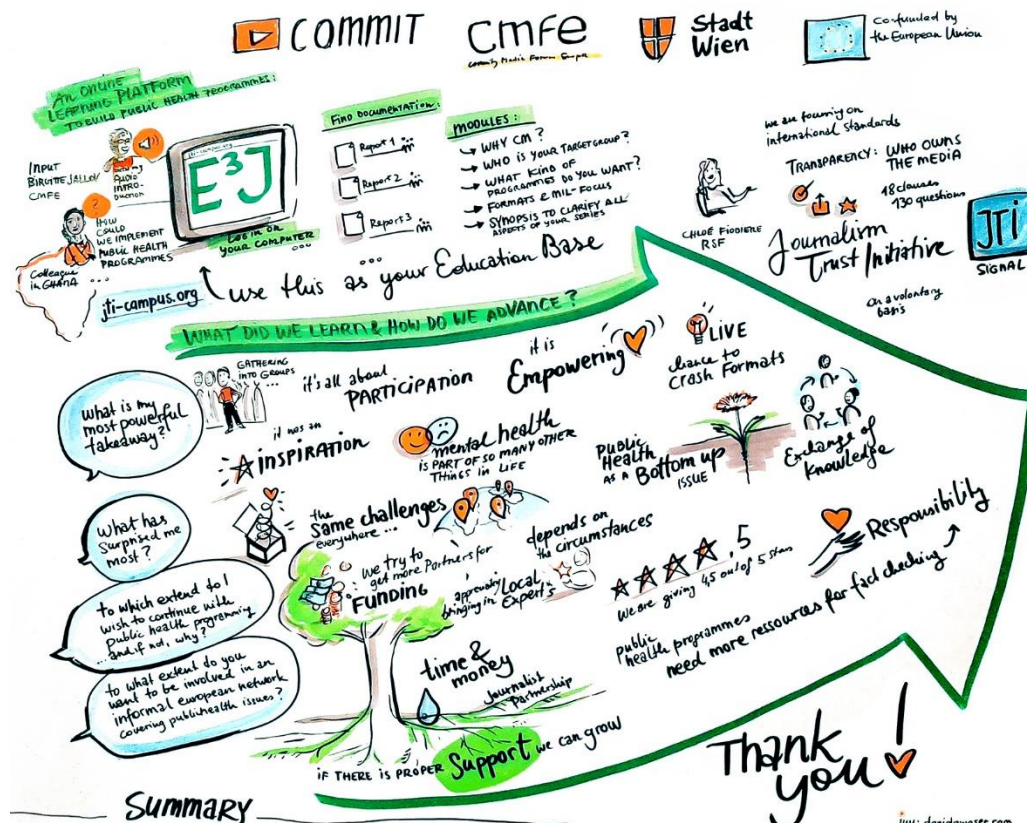 COMMIT
CMFE
Community Media Forum Europe
Stadt
Wien
Co-funded by
the European Union
AN ONLINE
LEARNING PLATFORM
TO BUILD PUBLIC HEALTH PROGRAMMES:
INPUT
BIRGITTE JALLOV
CMFE
AUDIO
INTRO-
DUCTION
jti-campus.org
E³J
LOG IN ON
YOUR COMPUTER
?
HOW
COULD
WE IMPLEMENT
PUBLIC HEALTH
PROGRAMMES
...
Colleague
in GHANA
jti-campus.org
use this as your Education Base
FIND DOCUMENTATION:
Report 1
Report 2
Report 3
...
MODULES:
WHY CM?
WHO IS YOUR TARGET GROUP?
WHAT KIND OF
PROGRAMMES DO YOU WANT?
FORMATS & MIL-FOCUS
SYNOPSIS TO CLARIFY ALL
ASPECTS OF YOUR SERIES
...
we are focussing on
international standards
TRANSPARENCY: WHO OWNS
THE MEDIA
18 clauses
130 questions
CHLOÉ FIODIERE
RSF
Journalism
Trust/Initiative
JTi
SIGNAL
on a voluntary
basis
WHAT DID WE LEARN & HOW DO WE ADVANCE?
What is my
most powerful
takeaway?
GATHERING
INTO GROUPS
...
it's all about
PARTICIPATION
it is
Empowering
LIVE
chance to
Crash Formats
it was an
INSPIRATION
mental health
IS PART OF SO MANY OTHER
THINGS IN LIFE
PUBLIC
HEALTH
AS A Bottom up
ISSUE
Exchange of
knowledge
What has
surprised me
most?
the
Same challenges
everywhere...
we try to
get more Partners for
FUNDING
depends on
the circumstances
bringing in Local
Expert's
.5
We are giving 4.5 out of 5 stars
Responsibility
public
health programmes
need more ressources for fact checking
to which extend do I
wish to continue with
public health programming
...and if not, why?
to what extent do you
want to be involved in an
informal european network
covering public health issues?
time &
money
Journalist
Partnership
IF THERE IS PROPER Support we can grow
Thank
you!
Summary